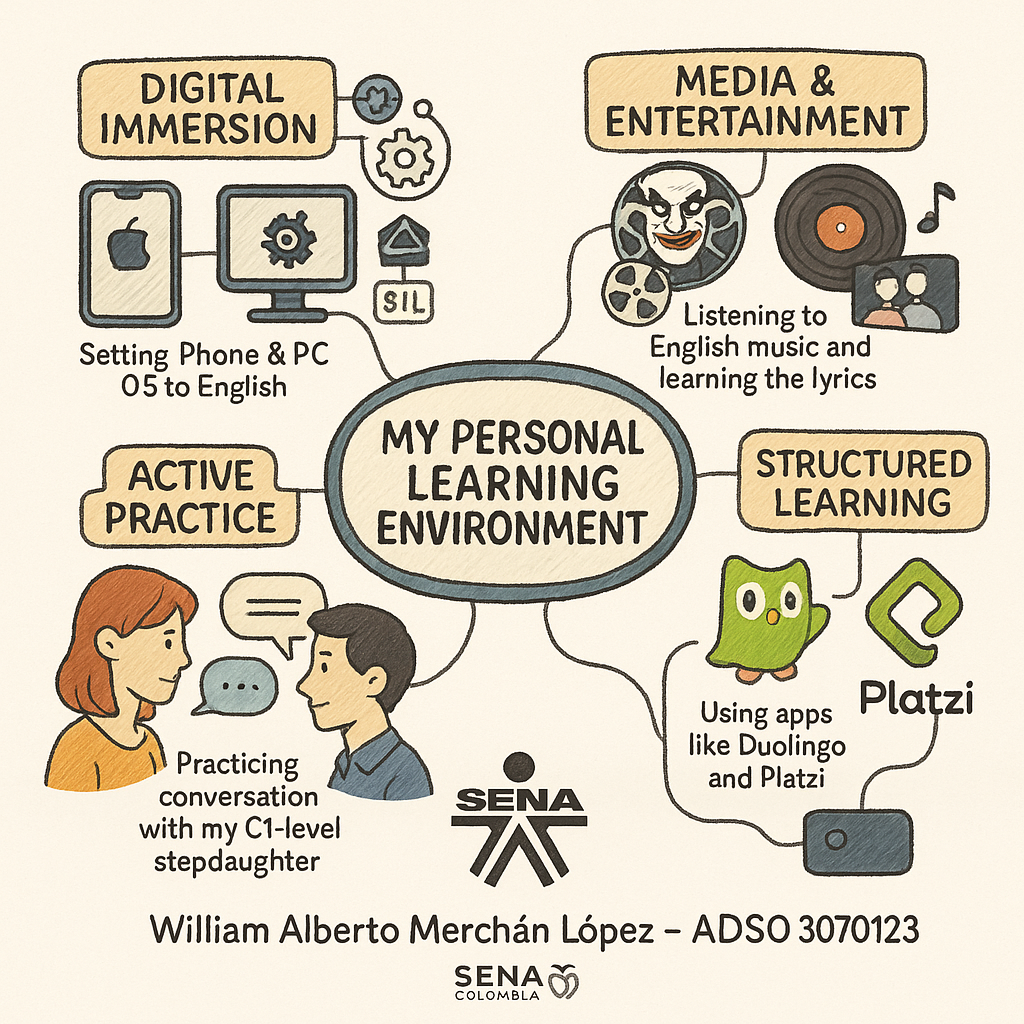 DIGITAL
IMMERSION
SIL
Setting Phone & PC
05 to English
MEDIA &
ENTERTAINMENT
Listening to
English music and
learning the lyrics
MY PERSONAL
LEARNING
ENVIRONMENT
ACTIVE
PRACTICE
Practicing
conversation
with my C1-level
stepdaughter
STRUCTURED
LEARNING
Platzi
Using apps
like Duolingo
and Platzi
SENA
William Alberto Merchán López – ADSO 3070123
SENA
COLOMBLA